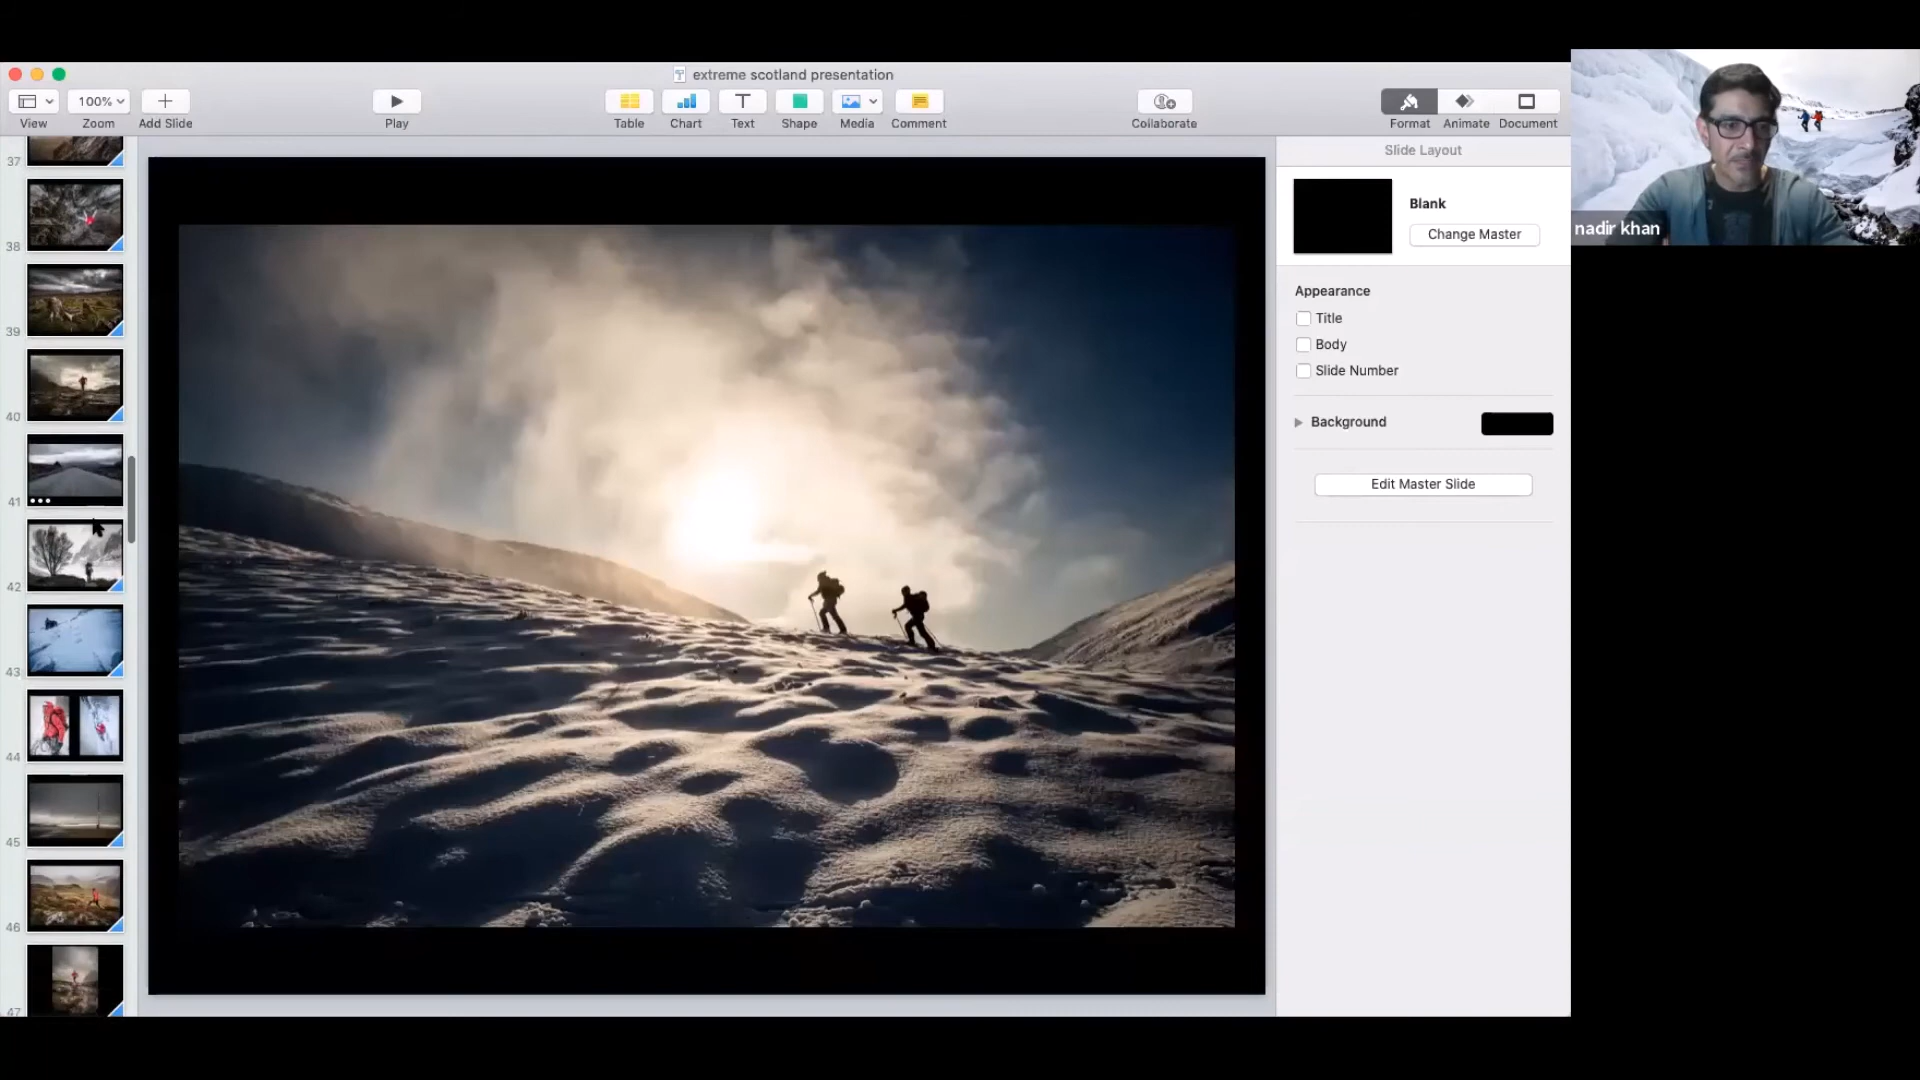 extreme scotland presentation
100%
View
Zoom
Add Slide
Play
Table
Chart
Text
Shape
Media
Comment
Collaborate
Format
Animate
Document
Slide Layout
Blank
Change Master
Appearance
Title
Body
Slide Number
Background
Edit Master Slide
37
38
39
40
41
42
43
44
45
46
47
nadir khan